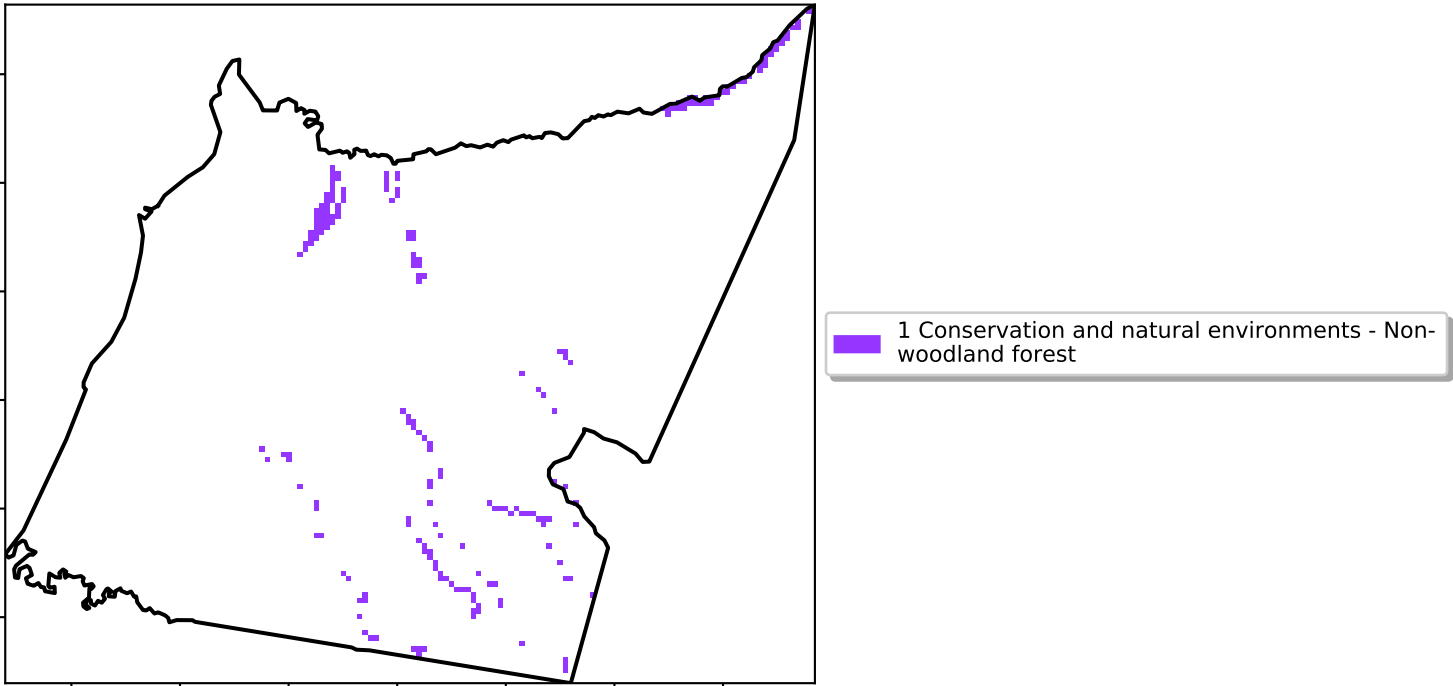 1 Conservation and natural environments - Non-
woodland forest